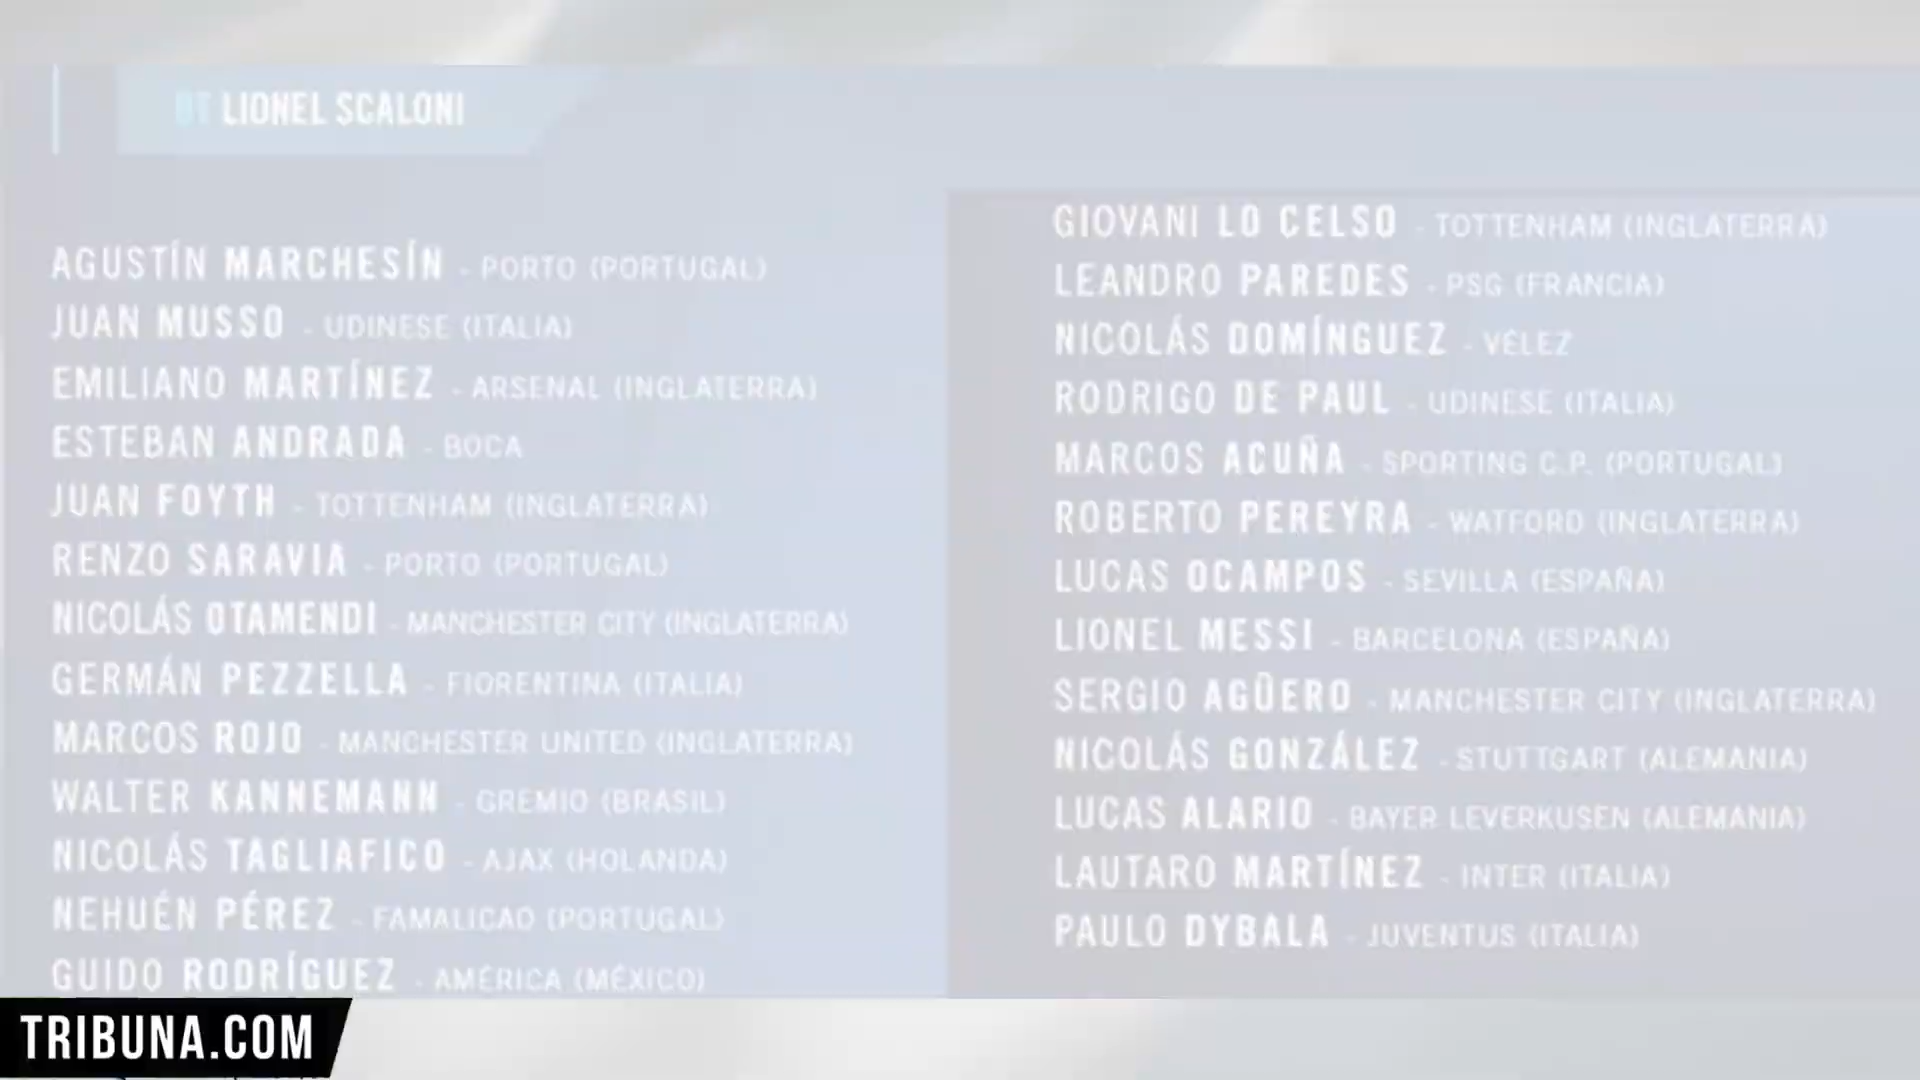 DT LIONEL SCALONI
AGUSTÍN MARCHESÍN - PORTO (PORTUGAL)
JUAN MUSSO - UDINESE (ITALIA)
EMILIANO MARTÍNEZ - ARSENAL (INGLATERRA)
ESTEBAN ANDRADA - BOCA
JUAN FOYTH - TOTTENHAM (INGLATERRA)
RENZO SARAVIA - PORTO (PORTUGAL)
NICOLÁS OTAMENDI - MANCHESTER CITY (INGLATERRA)
GERMÁN PEZZELLA - FIORENTINA (ITALIA)
MARCOS ROJO - MANCHESTER UNITED (INGLATERRA)
WALTER KANNEMANN - GREMIO (BRASIL)
NICOLÁS TAGLIAFICO - AJAX (HOLANDA)
NEHUÉN PÉREZ - FAMALICAO (PORTUGAL)
GUIDO RODRÍGUEZ - AMÉRICA (MÉXICO)
GIOVANI LO CELSO - TOTTENHAM (INGLATERRA)
LEANDRO PAREDES - PSG (FRANCIA)
NICOLÁS DOMÍNGUEZ - VÉLEZ
RODRIGO DE PAUL - UDINESE (ITALIA)
MARCOS ACUÑA - SPORTING C.P. (PORTUGAL)
ROBERTO PEREYRA - WATFORD (INGLATERRA)
LUCAS OCAMPOS - SEVILLA (ESPAÑA)
LIONEL MESSI - BARCELONA (ESPAÑA)
SERGIO AGÜERO - MANCHESTER CITY (INGLATERRA)
NICOLÁS GONZÁLEZ - STUTTGART (ALEMANIA)
LUCAS ALARIO - BAYER LEVERKUSEN (ALEMANIA)
LAUTARO MARTÍNEZ - INTER (ITALIA)
PAULO DYBALA - JUVENTUS (ITALIA)
TRIBUNA.COM